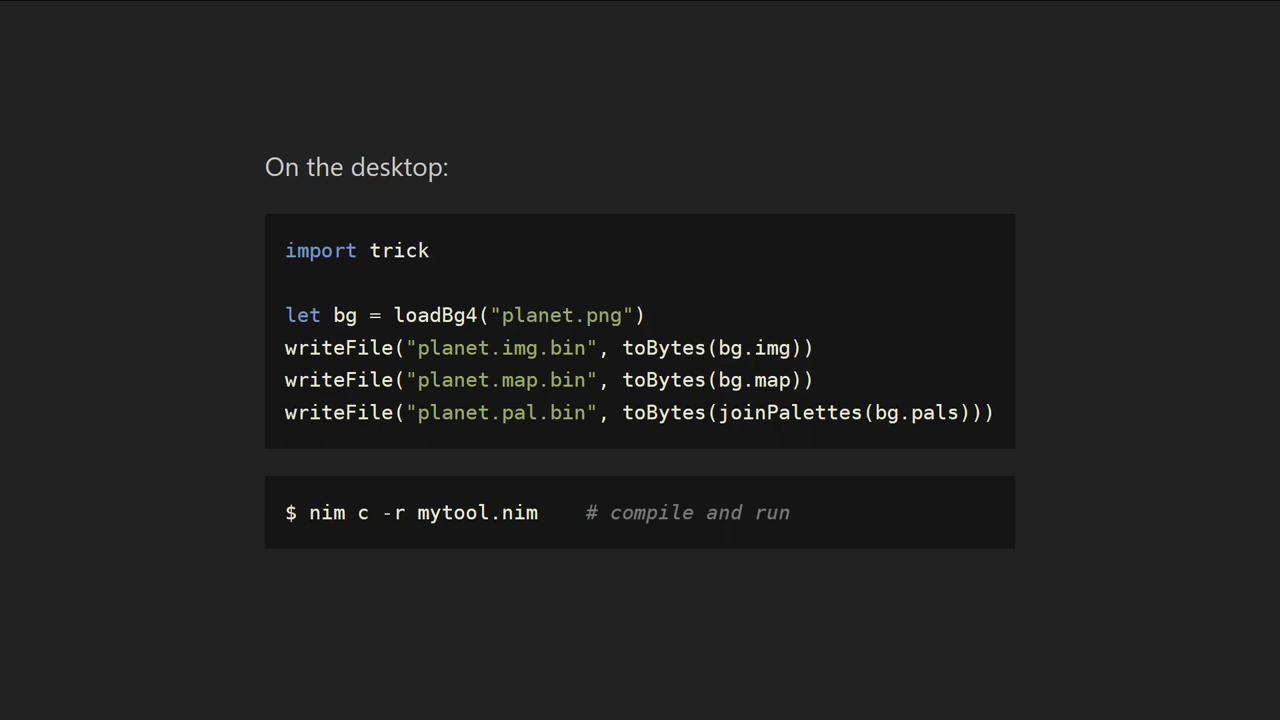 On the desktop:
import trick
let bg = loadBg4("planet.png")
writeFile("planet.img.bin", toBytes(bg.img))
writeFile("planet.map.bin", toBytes(bg.map))
writeFile("planet.pal.bin", toBytes(joinPalettes(bg.pals)))
$ nim c -r mytool.nim    # compile and run